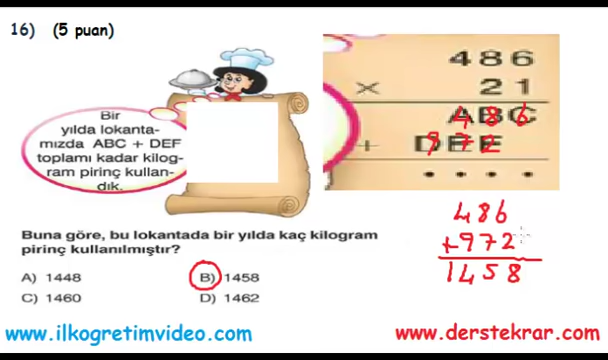 16) (5 puan)
Bir
yılda lokanta-
mızda ABC + DEF
toplamı kadar kilog-
ram pirinç kullan-
dık.
486
x 21
ABC
486
+ DEF
972
• • • •
Buna göre, bu lokantada bir yılda kaç kilogram
pirinç kullanılmıştır?
A) 1448 B) 1458
C) 1460 D) 1462
486
+972
1458
www.ilkogretimvideo.com www.derstekrar.com